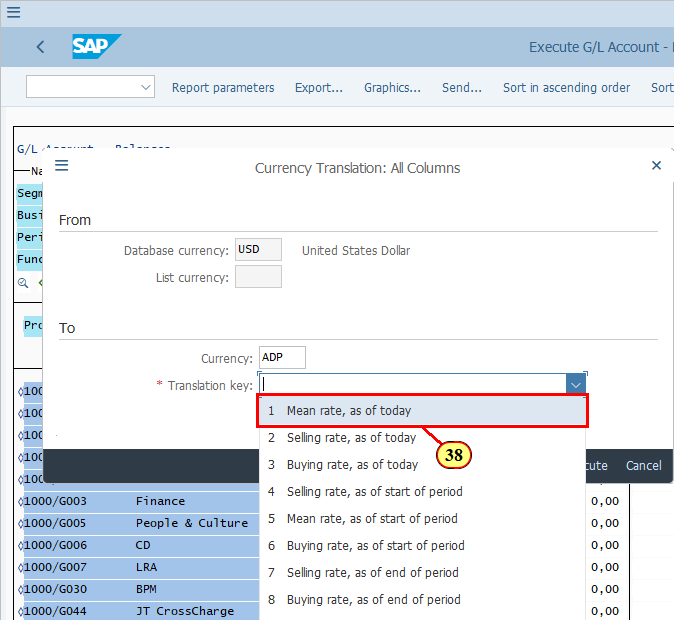 SAP
Execute G/L Account -
Report parameters Export... Graphics... Send... Sort in ascending order Sort
G/L Account Balances
Na
Currency Translation: All Columns
Segm
Busi
Peri
Func
From
Database currency: USD United States Dollar
List currency:
Pro
To
Currency: ADP
* Translation key:
◊100
1 Mean rate, as of today
◊100
2 Selling rate, as of today
38
3 Buying rate, as of today
cute Cancel
4 Selling rate, as of start of period
◊1000/G003 Finance 0,00
5 Mean rate, as of start of period
◊1000/G005 People & Culture 0,00
6 Buying rate, as of start of period
◊1000/G006 CD 0,00
◊1000/G007 LRA 0,00
7 Selling rate, as of end of period
◊1000/G030 BPM 0,00
8 Buying rate, as of end of period
◊1000/G044 JT CrossCharge 0,00